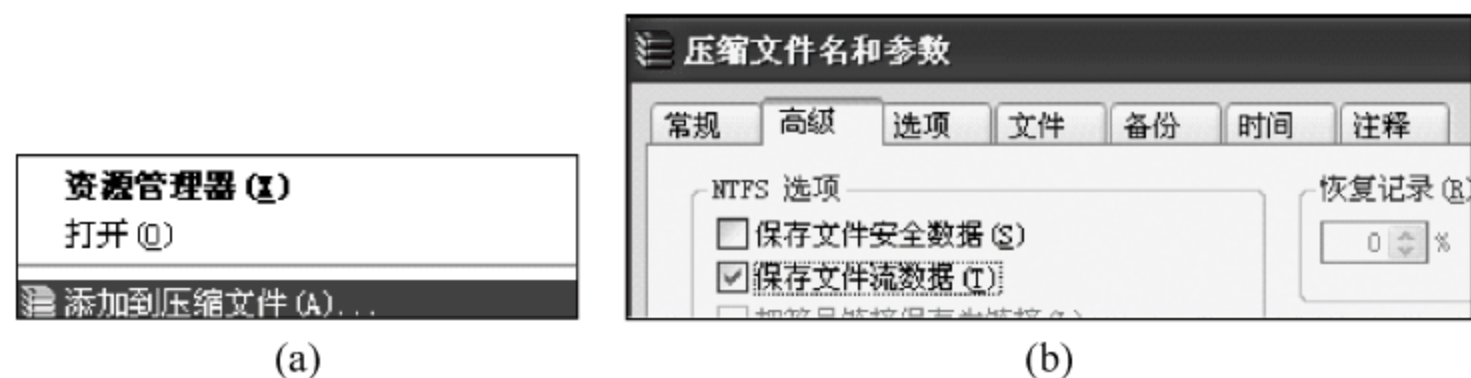 资源管理器(X)
打开(O)
添加到压缩文件(A)...
(a)
压缩文件名和参数
常规 高级 选项 文件 备份 时间 注释
NTFS 选项
保存文件安全数据(S)
保存文件流数据(T)
恢复记录(R)
0 %
(b)